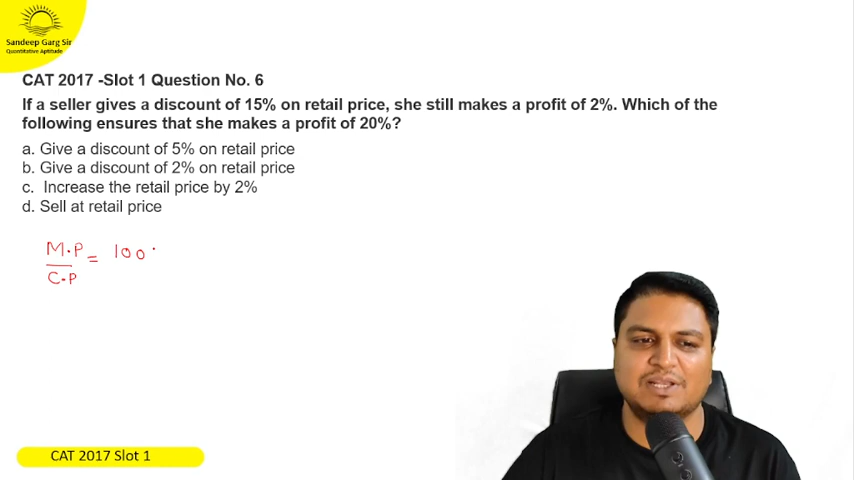 Sandeep Garg Sir
Quantitative Aptitude
CAT 2017 -Slot 1 Question No. 6
If a seller gives a discount of 15% on retail price, she still makes a profit of 2%. Which of the
following ensures that she makes a profit of 20%?
a. Give a discount of 5% on retail price
b. Give a discount of 2% on retail price
c. Increase the retail price by 2%
d. Sell at retail price
M.P = 100
C.P
CAT 2017 Slot 1